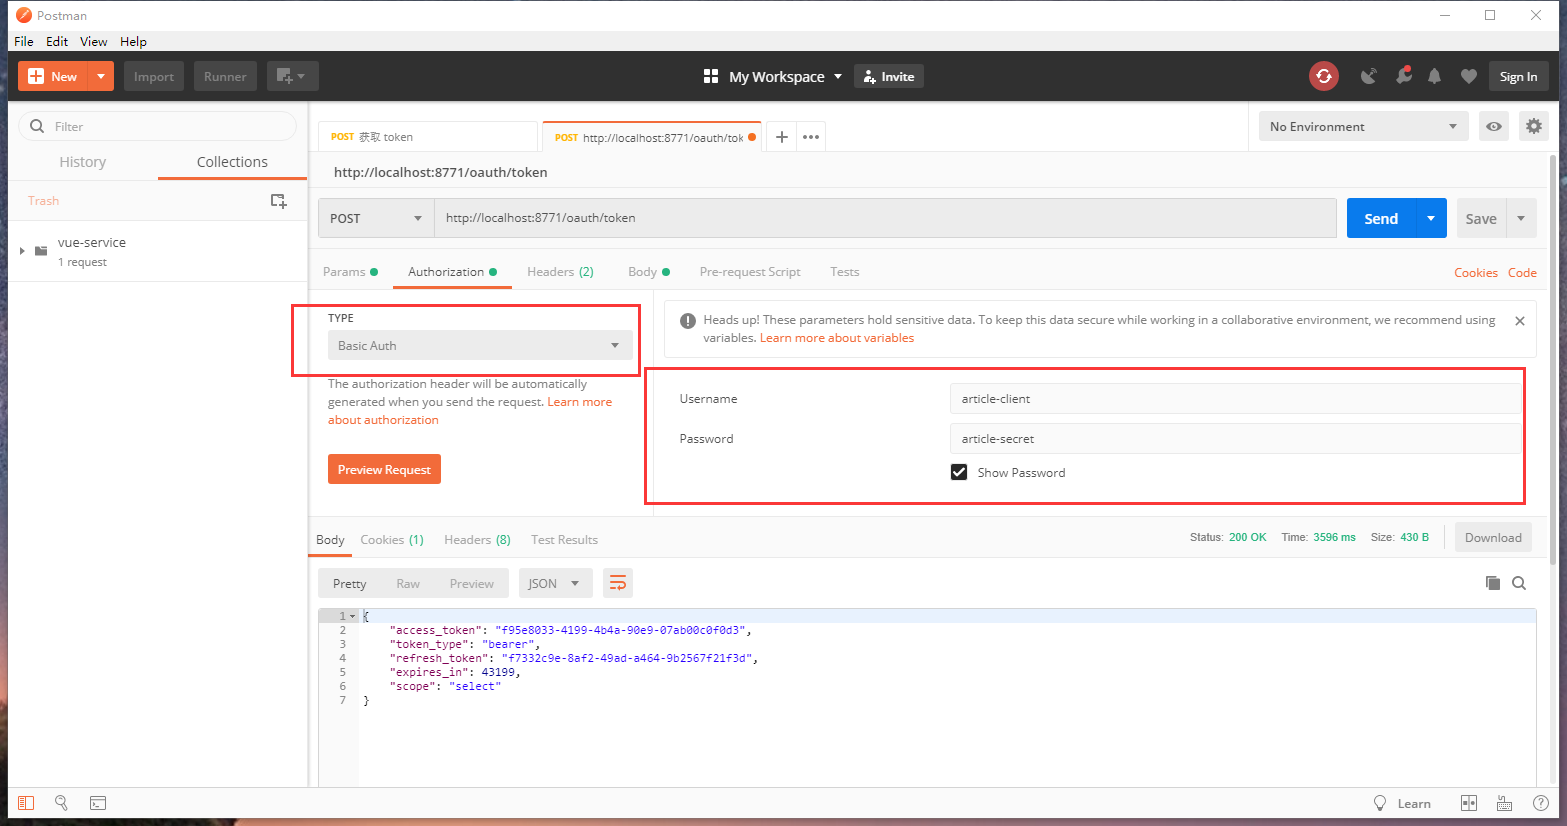 Postman
File Edit View Help
New Import Runner My Workspace Invite Sign In
Filter
History Collections
Trash
vue-service
1 request
POST 获取 token POST http://localhost:8771/oauth/tok
No Environment
http://localhost:8771/oauth/token
POST http://localhost:8771/oauth/token Send Save
Params Authorization Headers (2) Body Pre-request Script Tests Cookies Code
TYPE
Basic Auth
The authorization header will be automatically
generated when you send the request. Learn more
about authorization
Preview Request
Heads up! These parameters hold sensitive data. To keep this data secure while working in a collaborative environment, we recommend using
variables. Learn more about variables
Username article-client
Password article-secret
Show Password
Body Cookies (1) Headers (8) Test Results Status: 200 OK Time: 3596 ms Size: 430 B Download
Pretty Raw Preview JSON
1 {
2 "access_token": "f95e8033-4199-4b4a-90e9-07ab00c0f0d3",
3 "token_type": "bearer",
4 "refresh_token": "f7332c9e-8af2-49ad-a464-9b2567f21f3d",
5 "expires_in": 43199,
6 "scope": "select"
7 }
Learn